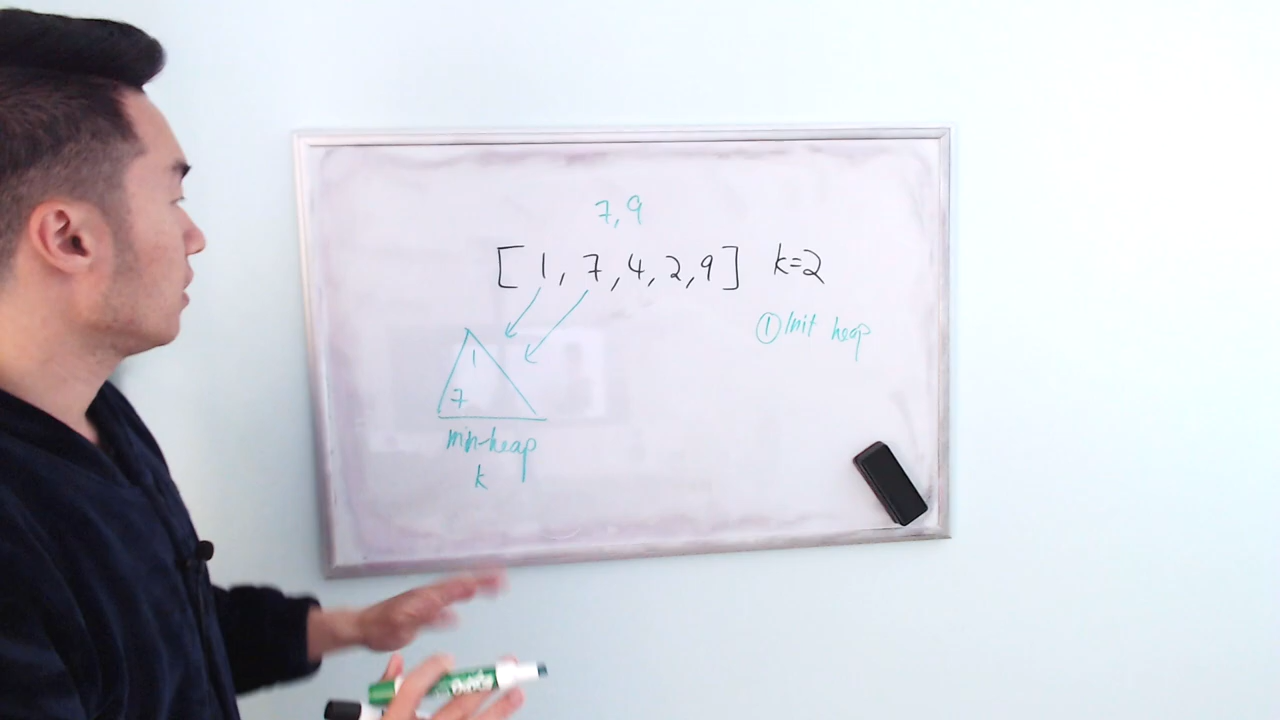 7,9
[1,7,4,2,9] k=2
① Init heap
1
7
min-heap
k